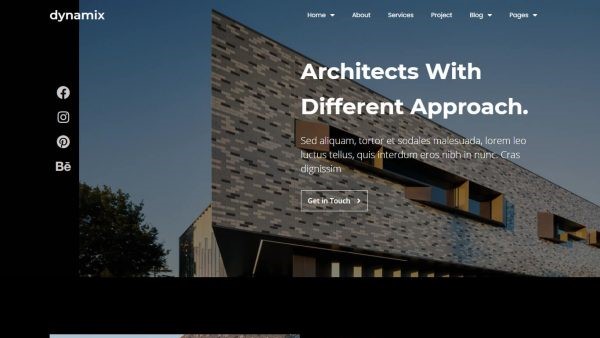 dynamix
Home
About
Services
Project
Blog
Pages
Architects With
Different Approach.
Sed aliquam, tortor et sodales malesuada, lorem leo
luctus tellus, quis interdum eros nibh in nunc. Cras
dignissim
Get in Touch
Bē